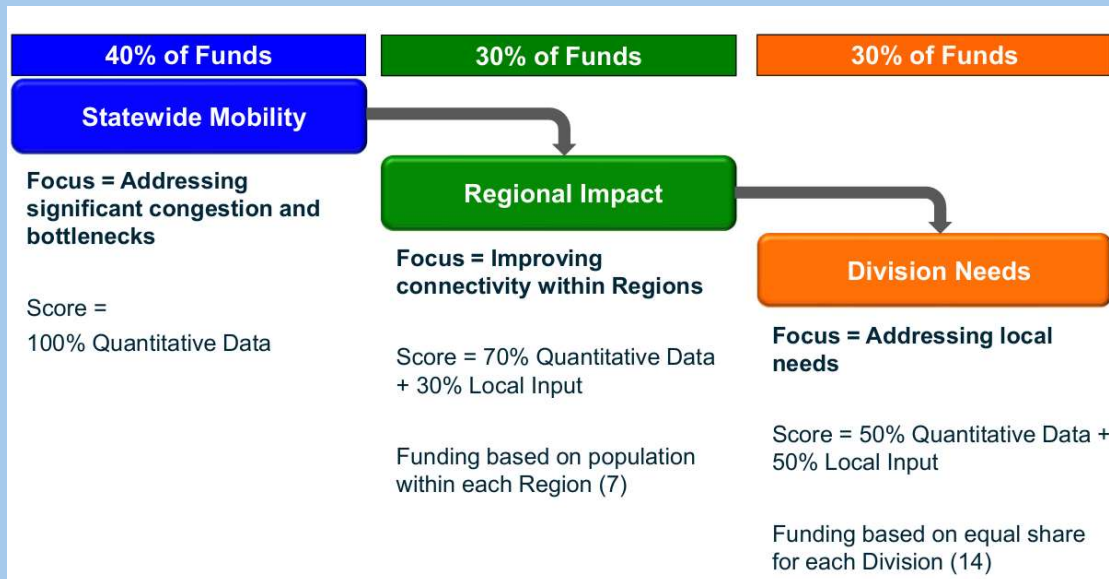 40% of Funds
Statewide Mobility
Focus = Addressing
significant congestion and
bottlenecks
Score =
100% Quantitative Data
30% of Funds
Regional Impact
Focus = Improving
connectivity within Regions
Score = 70% Quantitative Data
+ 30% Local Input
Funding based on population
within each Region (7)
30% of Funds
Division Needs
Focus = Addressing local
needs
Score = 50% Quantitative Data +
50% Local Input
Funding based on equal share
for each Division (14)